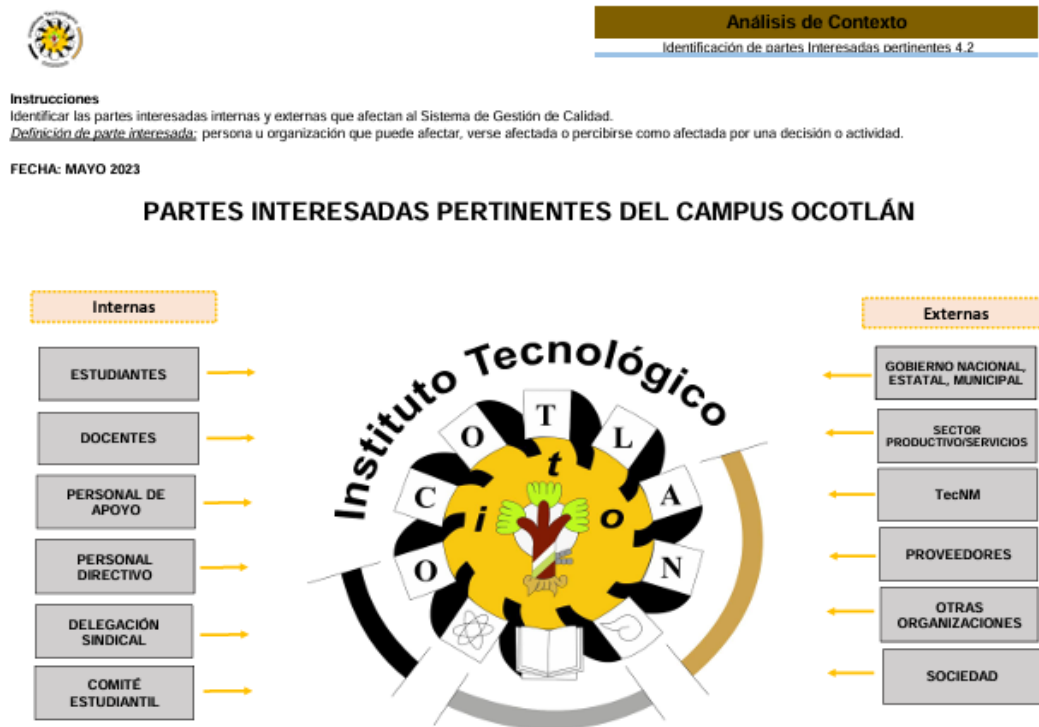 Análisis de Contexto
Identificación de partes Interesadas pertinentes 4.2
Instrucciones
Identificar las partes interesadas internas y externas que afectan al Sistema de Gestión de Calidad.
Definición de parte interesada: persona u organización que puede afectar, verse afectada o percibirse como afectada por una decisión o actividad.
FECHA: MAYO 2023
PARTES INTERESADAS PERTINENTES DEL CAMPUS OCOTLÁN
Internas
ESTUDIANTES
DOCENTES
PERSONAL DE
APOYO
PERSONAL
DIRECTIVO
DELEGACIÓN
SINDICAL
COMITÉ
ESTUDIANTIL
Instituto Tecnológico
OCOTLAN
ito
Externas
GOBIERNO NACIONAL,
ESTATAL, MUNICIPAL
SECTOR
PRODUCTIVO/SERVICIOS
TecNM
PROVEEDORES
OTRAS
ORGANIZACIONES
SOCIEDAD